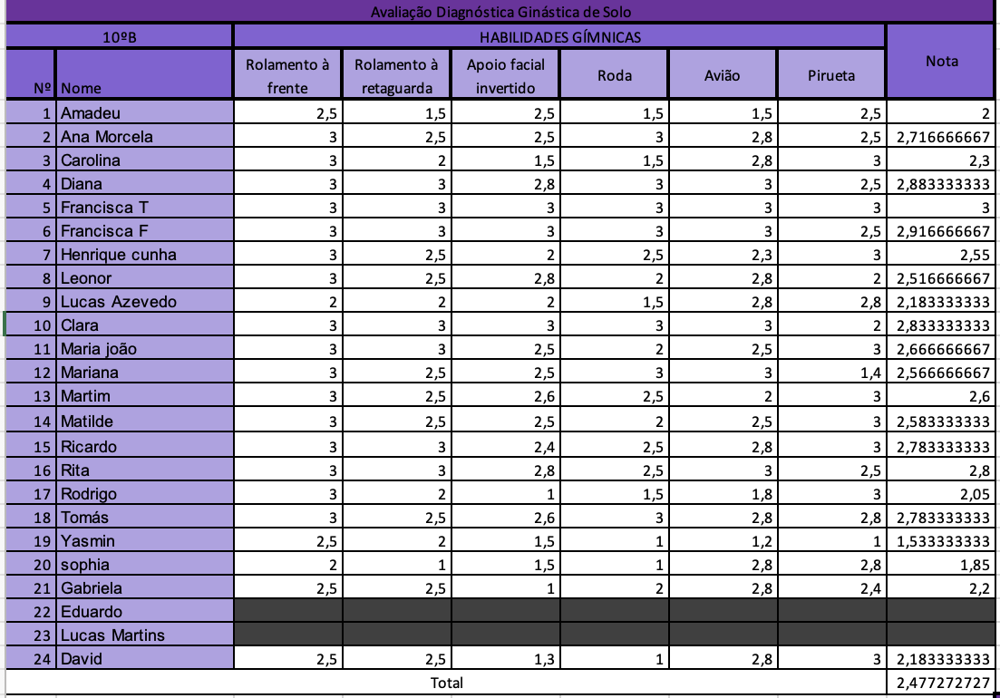 Avaliação Diagnóstica Ginástica de Solo
10ºB HABILIDADES GÍMNICAS Nota
Nº Nome Rolamento à frente Rolamento à retaguarda Apoio facial invertido Roda Avião Pirueta
1 Amadeu 2,5 1,5 2,5 1,5 1,5 2,5 2
2 Ana Morcela 3 2,5 2,5 3 2,8 2,5 2,716666667
3 Carolina 3 2 1,5 1,5 2,8 3 2,3
4 Diana 3 3 2,8 3 3 2,5 2,883333333
5 Francisca T 3 3 3 3 3 3 3
6 Francisca F 3 3 3 3 3 2,5 2,916666667
7 Henrique cunha 3 2,5 2 2,5 2,3 3 2,55
8 Leonor 3 2,5 2,8 2 2,8 2 2,516666667
9 Lucas Azevedo 2 2 2 1,5 2,8 2,8 2,183333333
10 Clara 3 3 3 3 3 2 2,833333333
11 Maria joão 3 3 2,5 2 2,5 3 2,666666667
12 Mariana 3 2,5 2,5 3 3 1,4 2,566666667
13 Martim 3 2,5 2,6 2,5 2 3 2,6
14 Matilde 3 2,5 2,5 2 2,5 3 2,583333333
15 Ricardo 3 3 2,4 2,5 2,8 3 2,783333333
16 Rita 3 3 2,8 2,5 3 2,5 2,8
17 Rodrigo 3 2 1 1,5 1,8 3 2,05
18 Tomás 3 2,5 2,6 3 2,8 2,8 2,783333333
19 Yasmin 2,5 2 1,5 1 1,2 1 1,533333333
20 sophia 2 1 1,5 1 2,8 2,8 1,85
21 Gabriela 2,5 2,5 1 2 2,8 2,4 2,2
22 Eduardo
23 Lucas Martins
24 David 2,5 2,5 1,3 1 2,8 3 2,183333333
Total 2,477272727